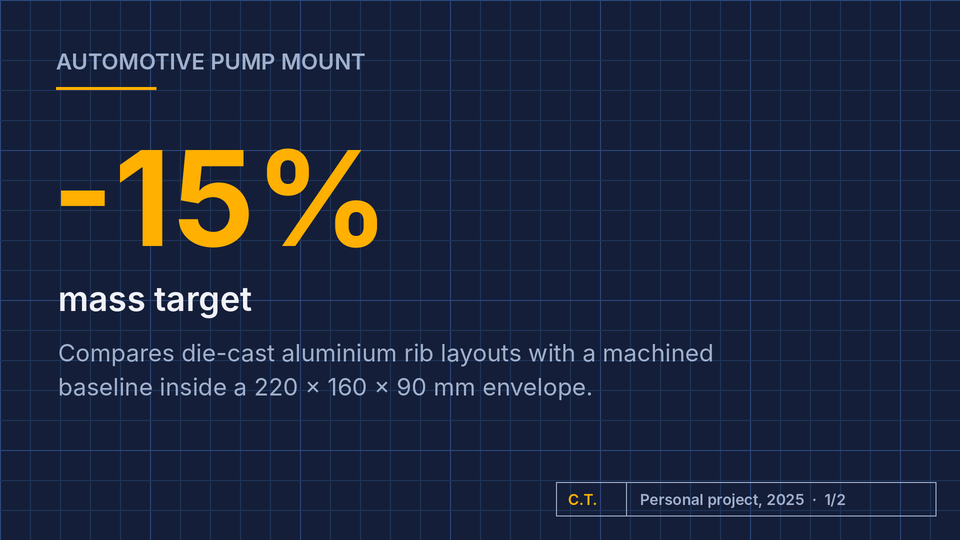 AUTOMOTIVE PUMP MOUNT
-15%
mass target
Compares die-cast aluminium rib layouts with a machined
baseline inside a 220 × 160 × 90 mm envelope.
C.T. Personal project, 2025 · 1/2